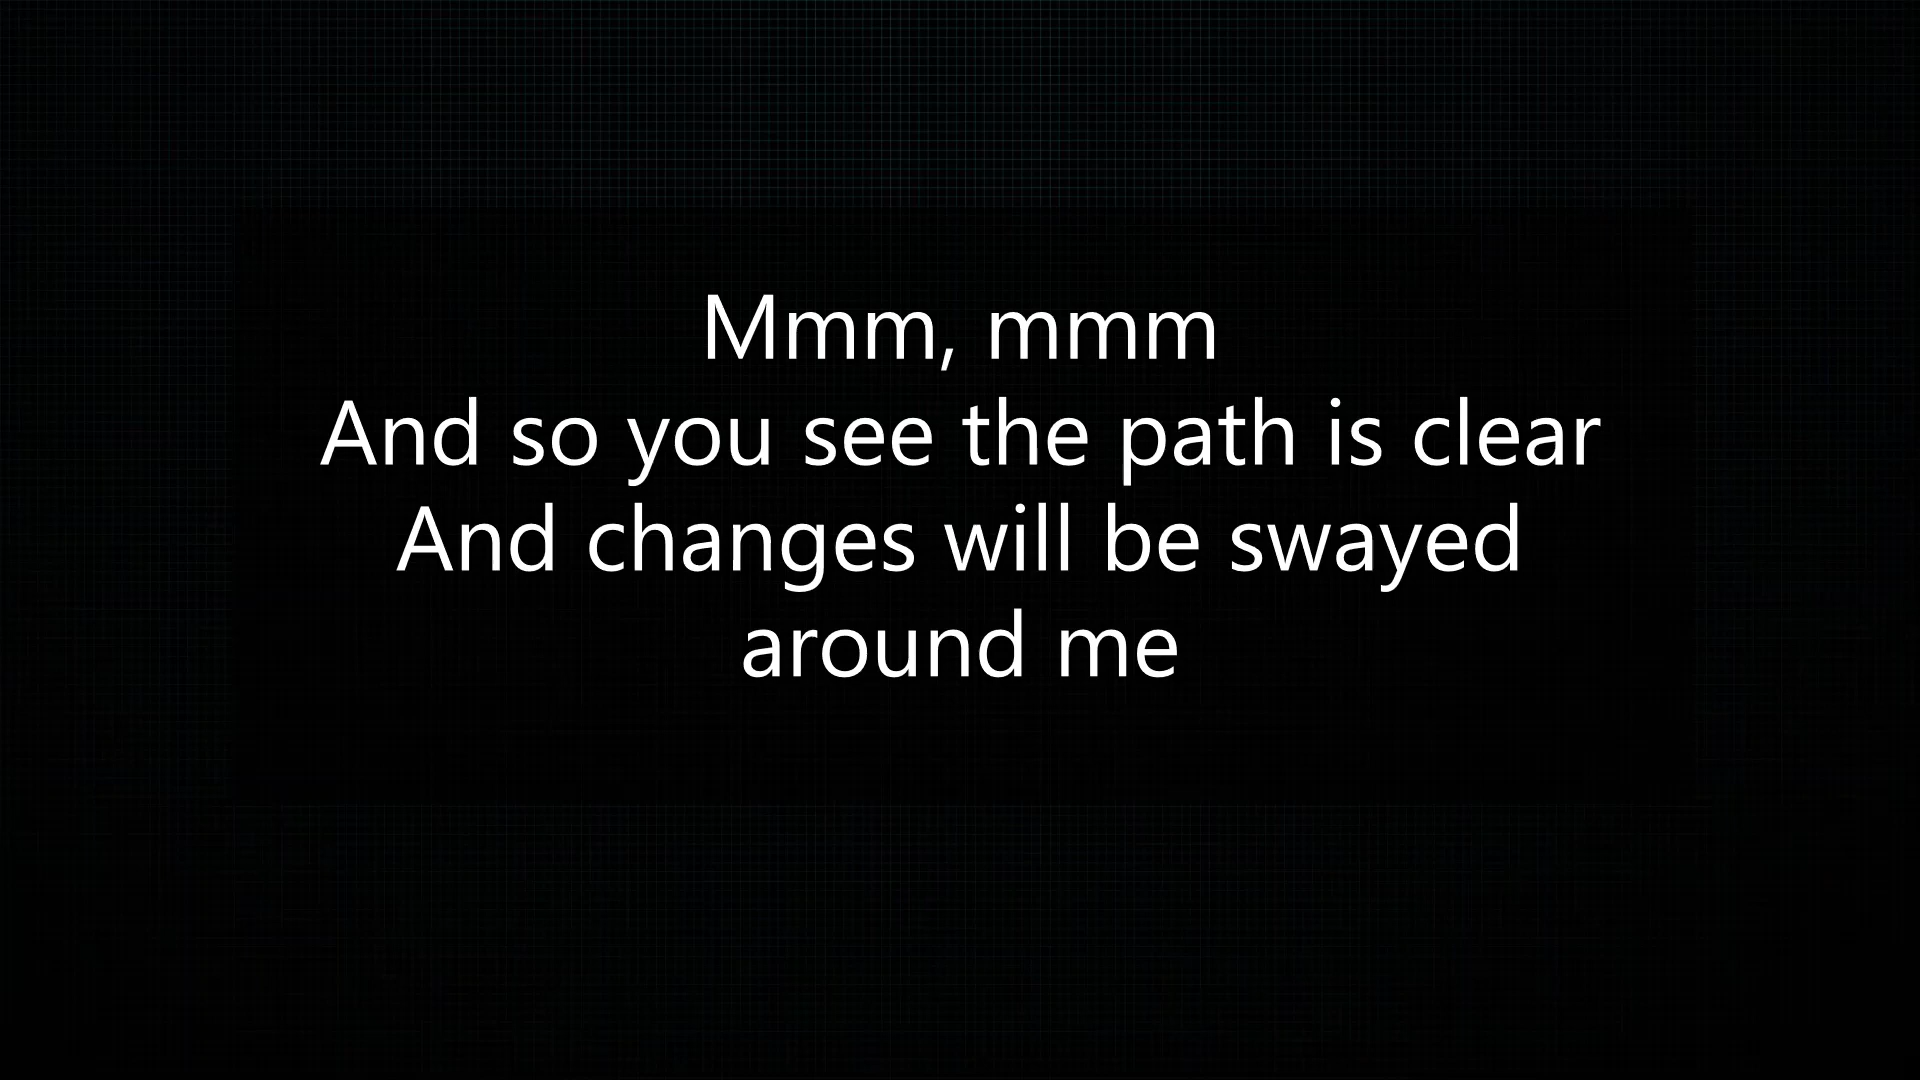 Mmm, mmm
And so you see the path is clear
And changes will be swayed
around me